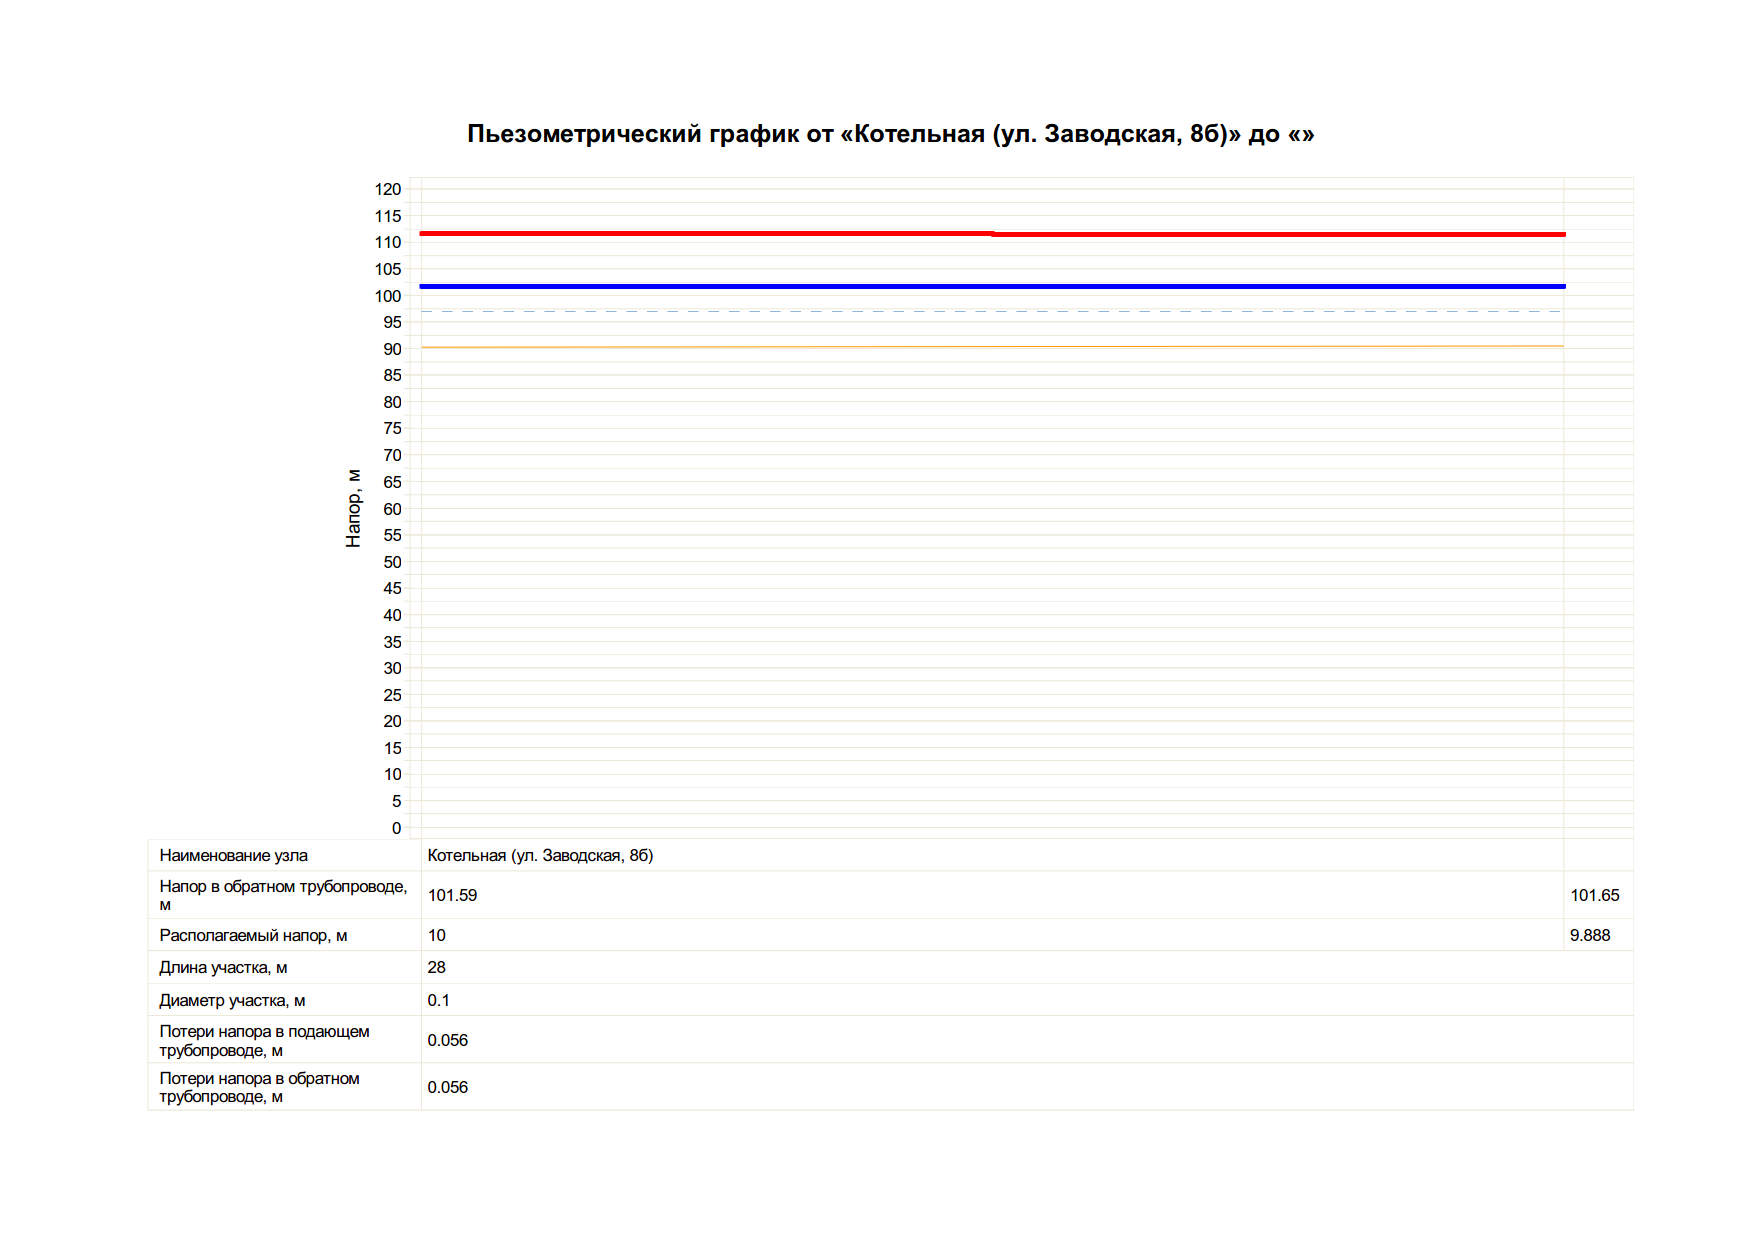 Пьезометрический график от «Котельная (ул. Заводская, 8б)» до «»
120
115
110
105
100
95
90
85
80
75
70
65
60
55
50
45
40
35
30
25
20
15
10
5
0
Напор, м
Наименование узла
Котельная (ул. Заводская, 8б)
Напор в обратном трубопроводе,
м
101.59
101.65
Располагаемый напор, м
10
9.888
Длина участка, м
28
Диаметр участка, м
0.1
Потери напора в подающем
трубопроводе, м
0.056
Потери напора в обратном
трубопроводе, м
0.056